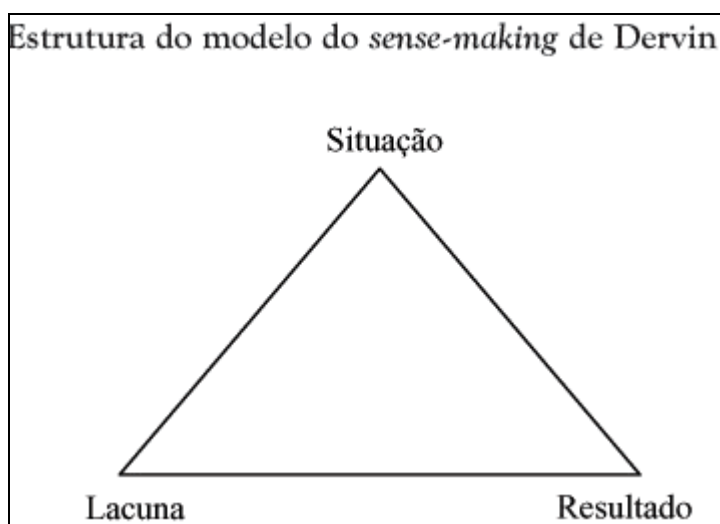 Estrutura do modelo do sense-making de Dervin
Situação
Lacuna
Resultado